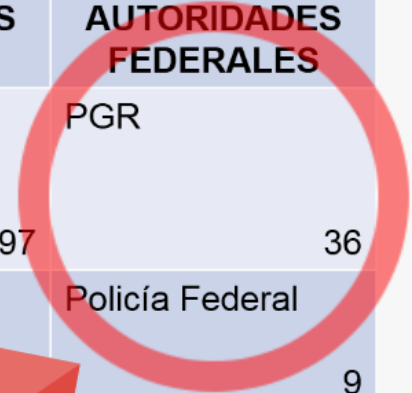 S
AUTORIDADES
FEDERALES
PGR
97
36
Policía Federal
9